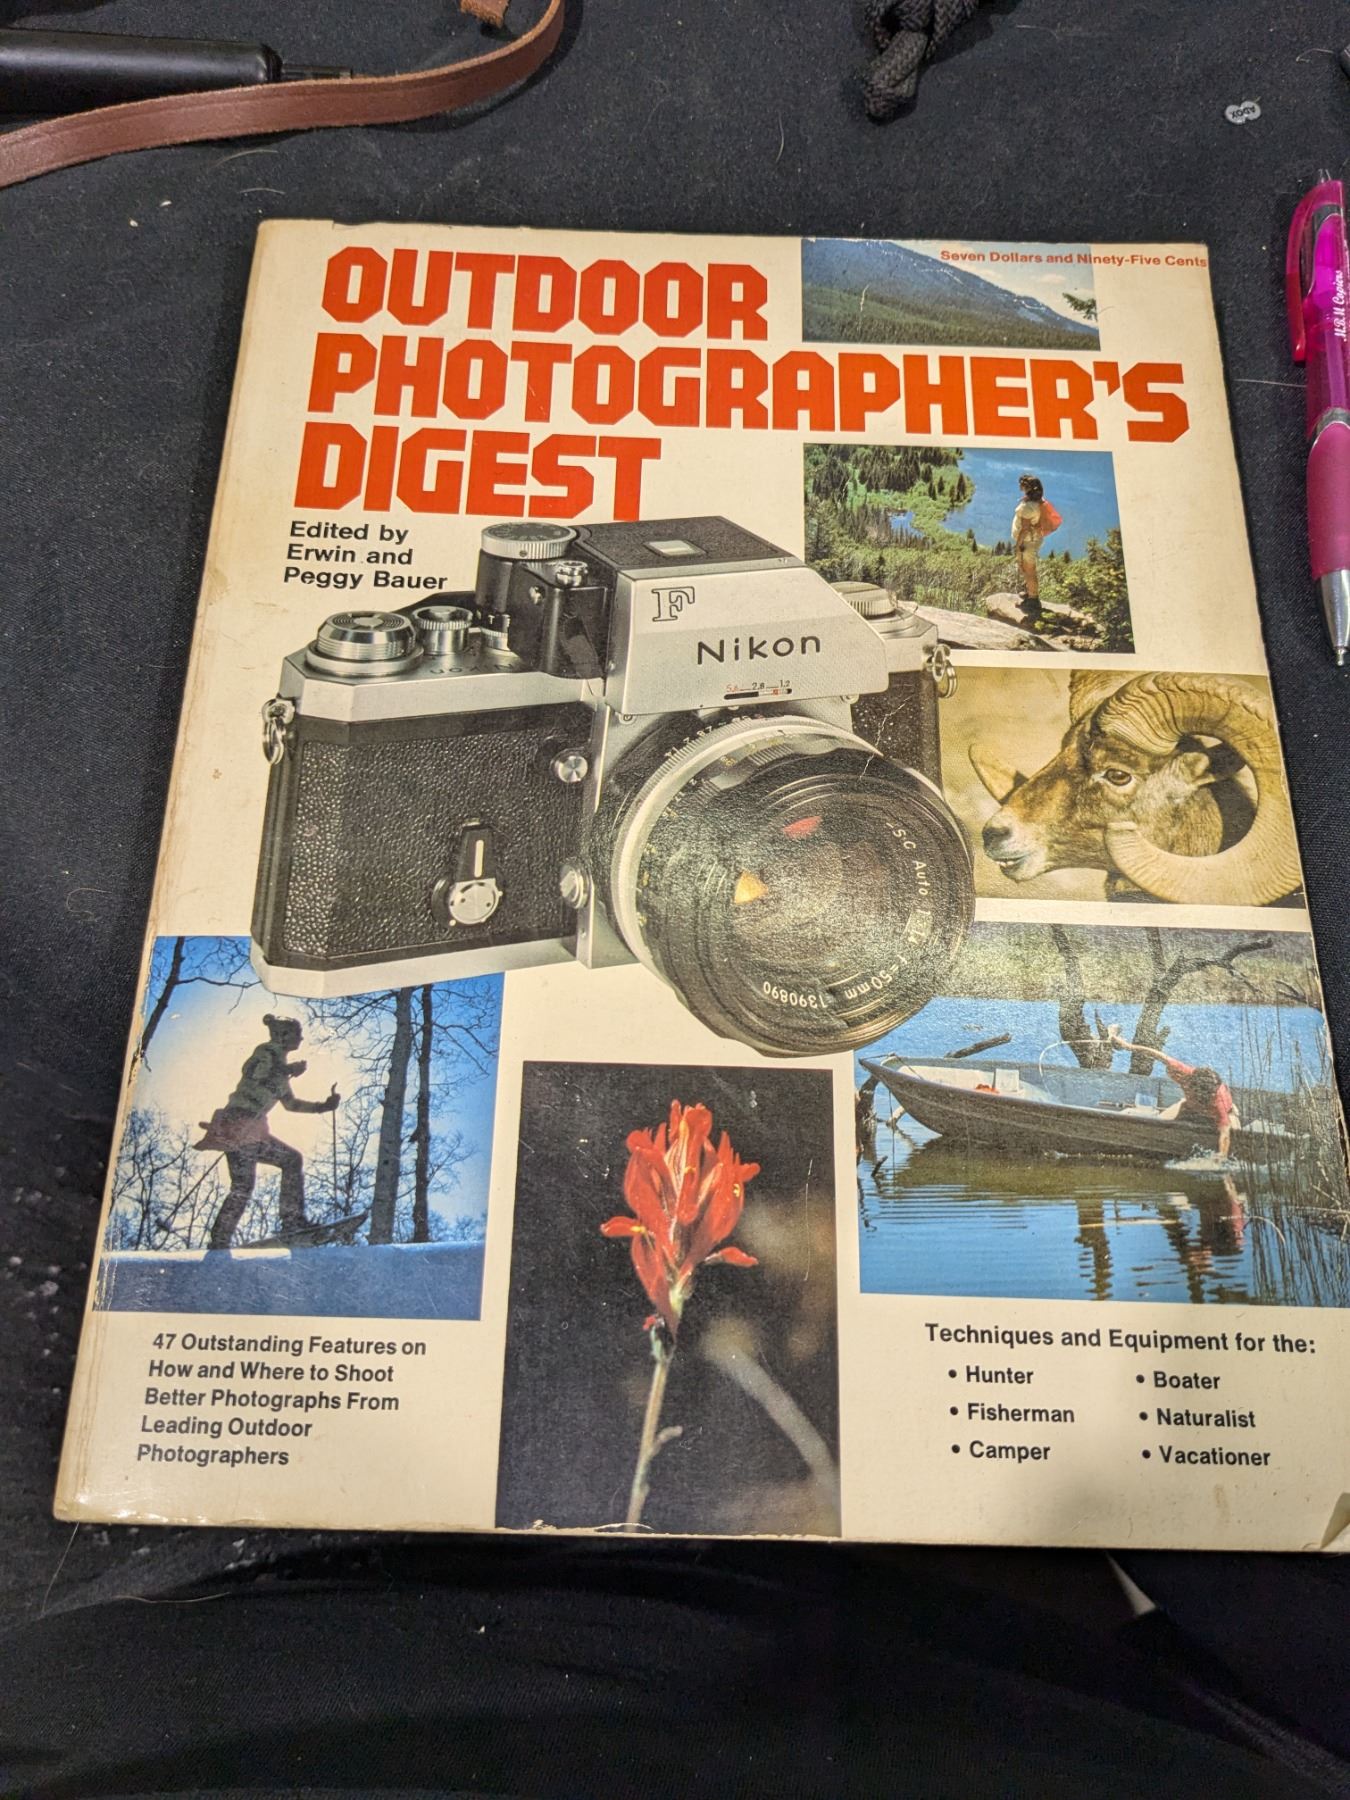 Seven Dollars and Ninety-Five Cents
OUTDOOR
PHOTOGRAPHER'S
DIGEST
Edited by
Erwin and
Peggy Bauer
F
Nikon
5.6 2.8 1.2
Auto
f=50mm
1390890
47 Outstanding Features on
How and Where to Shoot
Better Photographs From
Leading Outdoor
Photographers
Techniques and Equipment for the:
• Hunter
• Fisherman
• Camper
• Boater
• Naturalist
• Vacationer
ADOX
M.B.M Copiers